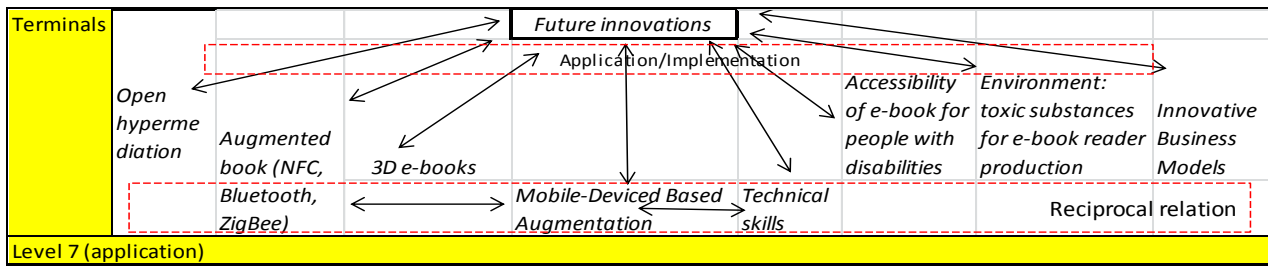 Terminals
Future innovations
Application/Implementation
Open
hyperme
diation
Augmented
book (NFC,
Bluetooth,
ZigBee)
3D e-books
Mobile-Deviced Based
Augmentation
Technical
skills
Accessibility
of e-book for
people with
disabilities
Environment:
toxic substances
for e-book reader
production
Innovative
Business
Models
Reciprocal relation
Level 7 (application)